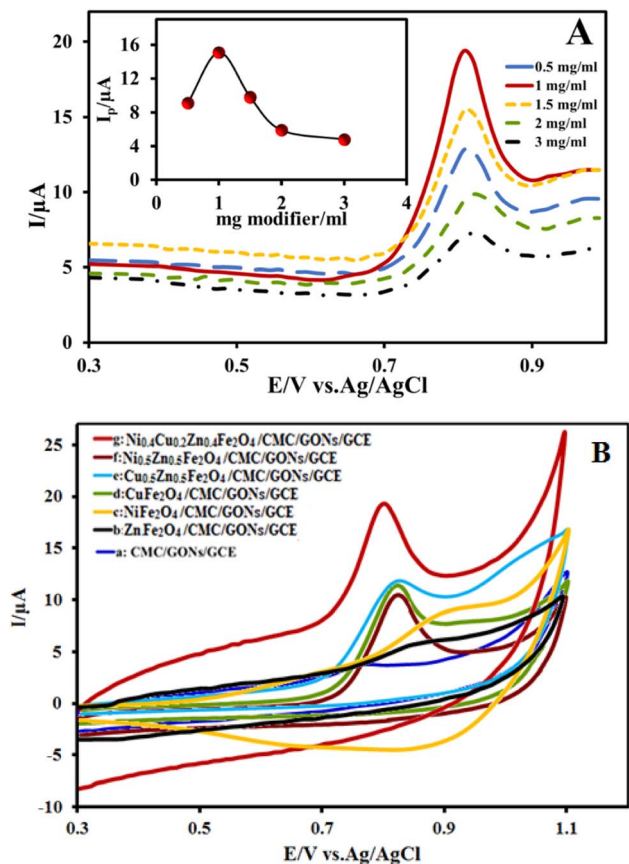 A
20
15
10
5
0
I/µA
0.3 0.5 0.7 0.9
E/V vs.Ag/AgCl
0.5 mg/ml
1 mg/ml
1.5 mg/ml
2 mg/ml
3 mg/ml
16
12
8
4
0
Ip/µA
0 1 2 3 4
mg modifier/ml
B
g: Ni0.4Cu0.2Zn0.4Fe2O4 /CMC/GONs/GCE
f:Ni0.5Zn0.5Fe2O4 /CMC/GONs/GCE
e:Cu0.5Zn0.5Fe2O4 /CMC/GONs/GCE
d:CuFe2O4 /CMC/GONs/GCE
c:NiFe2O4 /CMC/GONs/GCE
b:ZnFe2O4 /CMC/GONs/GCE
a: CMC/GONs/GCE
30
25
20
15
10
5
0
-5
-10
I/µA
0.3 0.5 0.7 0.9 1.1
E/V vs.Ag/AgCl